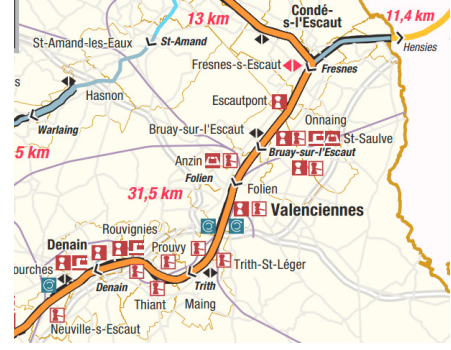 13 km
Condé-
s-l'Escaut
11,4 km
St-Amand-les-Eaux
St-Amand
Hensies
Fresnes-s-Escaut
Fresnes
Hasnon
Escautpont
Warlaing
Onnaing
Bruay-sur-l'Escaut
St-Saulve
5 km
Anzin
Bruay-sur-l'Escaut
Folien
31,5 km
Folien
Valenciennes
Rouvignies
Denain
Prouvy
Trith-St-Léger
ourches
Denain
Trith
Thiant
Maing
Neuville-s-Escaut